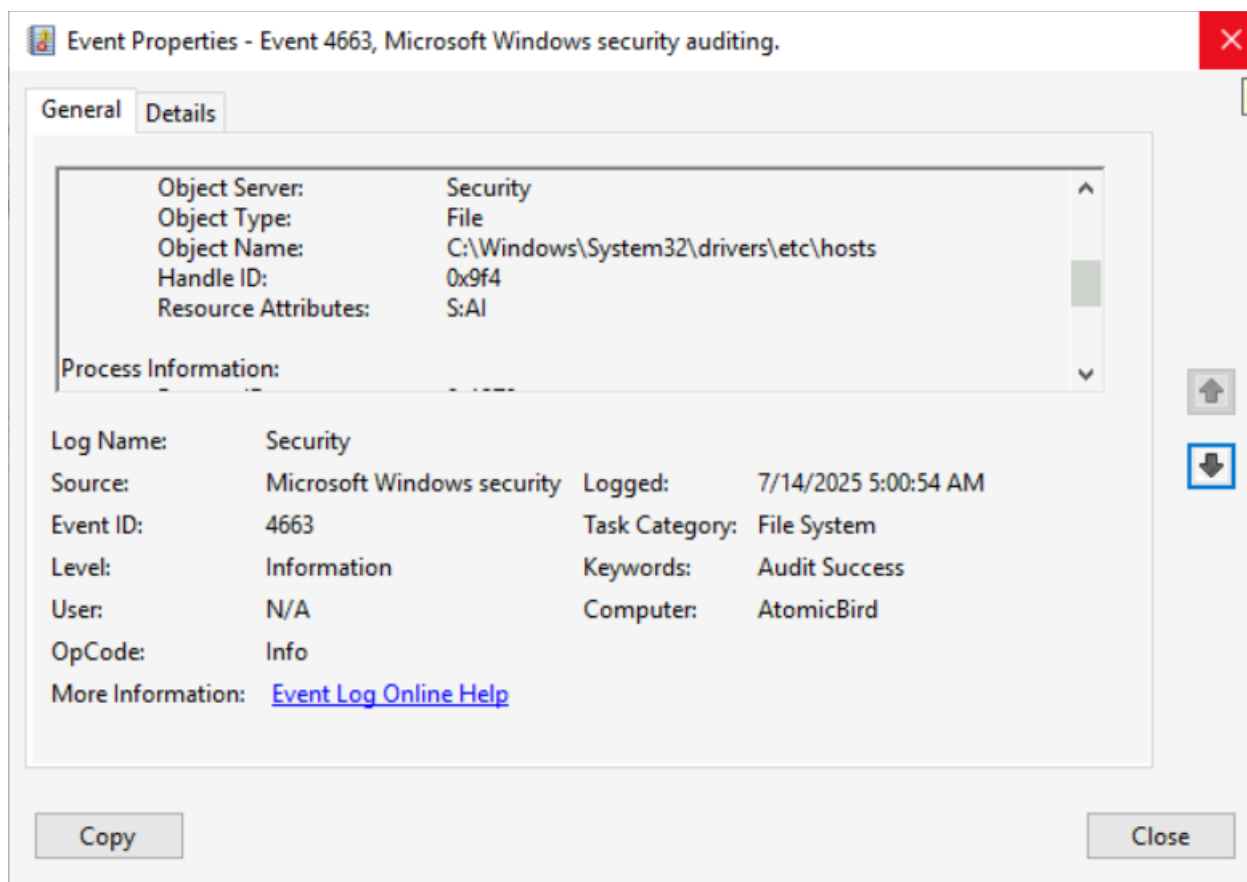 Event Properties - Event 4663, Microsoft Windows security auditing.
General Details
Object Server: Security
Object Type: File
Object Name: C:\Windows\System32\drivers\etc\hosts
Handle ID: 0x9f4
Resource Attributes: S:AI
Process Information:
Log Name: Security
Source: Microsoft Windows security Logged: 7/14/2025 5:00:54 AM
Event ID: 4663 Task Category: File System
Level: Information Keywords: Audit Success
User: N/A Computer: AtomicBird
OpCode: Info
More Information: Event Log Online Help
Copy Close